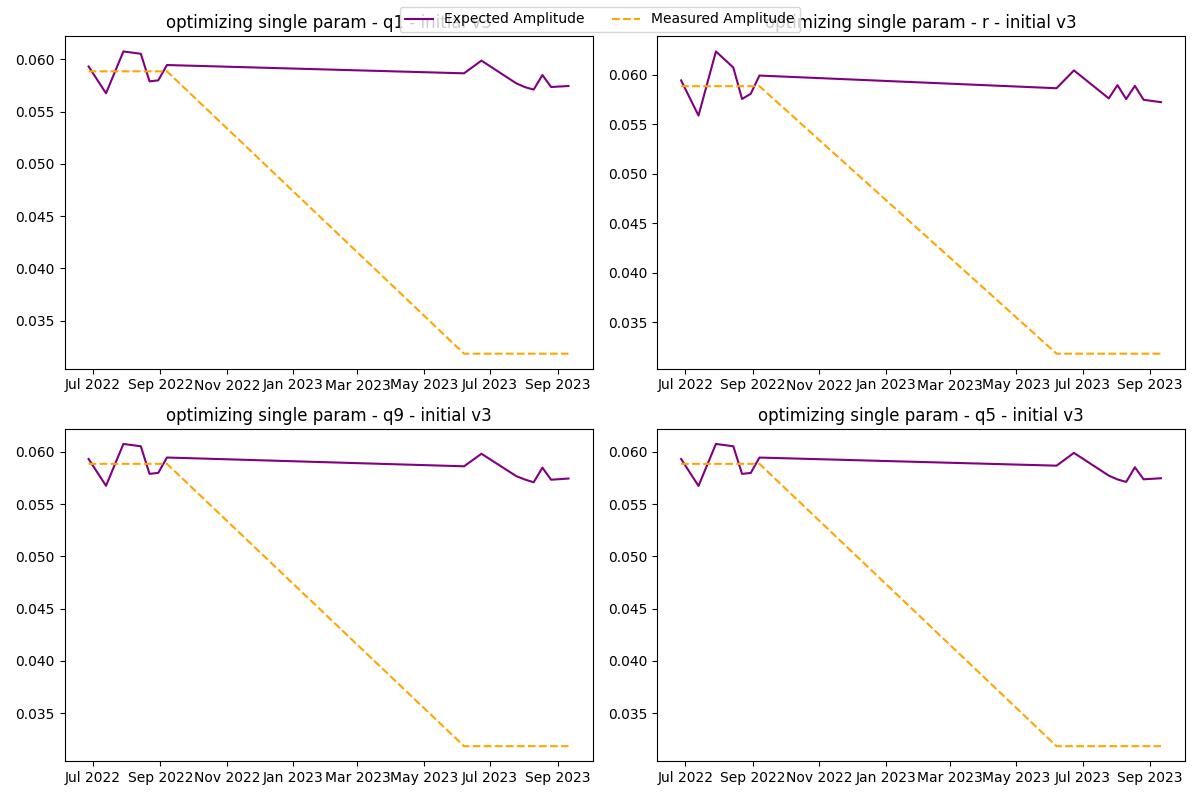 Expected Amplitude Measured Amplitude
optimizing single param - q1 - initial v3
optimizing single param - r - initial v3
0.060
0.055
0.050
0.045
0.040
0.035
Jul 2022 Sep 2022 Nov 2022 Jan 2023 Mar 2023 May 2023 Jul 2023 Sep 2023
0.060
0.055
0.050
0.045
0.040
0.035
Jul 2022 Sep 2022 Nov 2022 Jan 2023 Mar 2023 May 2023 Jul 2023 Sep 2023
optimizing single param - q9 - initial v3
0.060
0.055
0.050
0.045
0.040
0.035
Jul 2022 Sep 2022 Nov 2022 Jan 2023 Mar 2023 May 2023 Jul 2023 Sep 2023
optimizing single param - q5 - initial v3
0.060
0.055
0.050
0.045
0.040
0.035
Jul 2022 Sep 2022 Nov 2022 Jan 2023 Mar 2023 May 2023 Jul 2023 Sep 2023